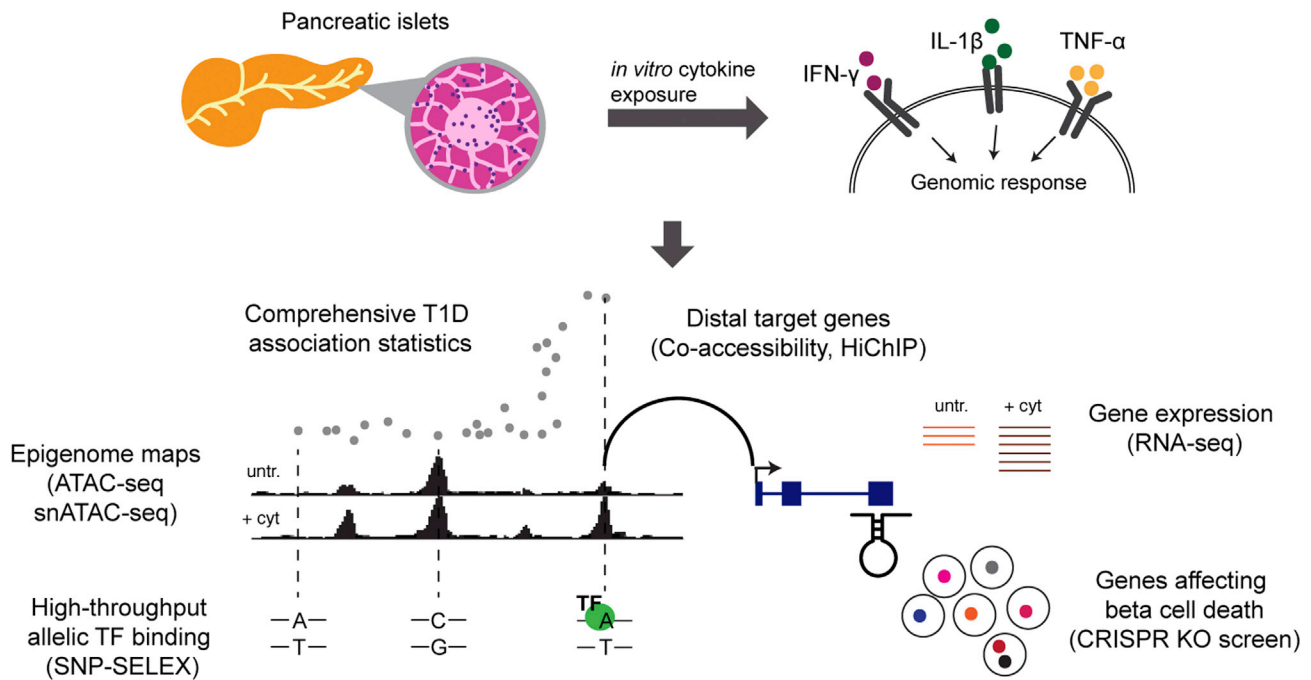 Pancreatic islets
in vitro cytokine
exposure
IFN-γ
IL-1β
TNF-α
Genomic response
Comprehensive T1D
association statistics
Distal target genes
(Co-accessibility, HiChIP)
Epigenome maps
(ATAC-seq
snATAC-seq)
untr.
+ cyt
untr.
+ cyt
Gene expression
(RNA-seq)
High-throughput
allelic TF binding
(SNP-SELEX)
A
T
C
G
TF
A
T
Genes affecting
beta cell death
(CRISPR KO screen)